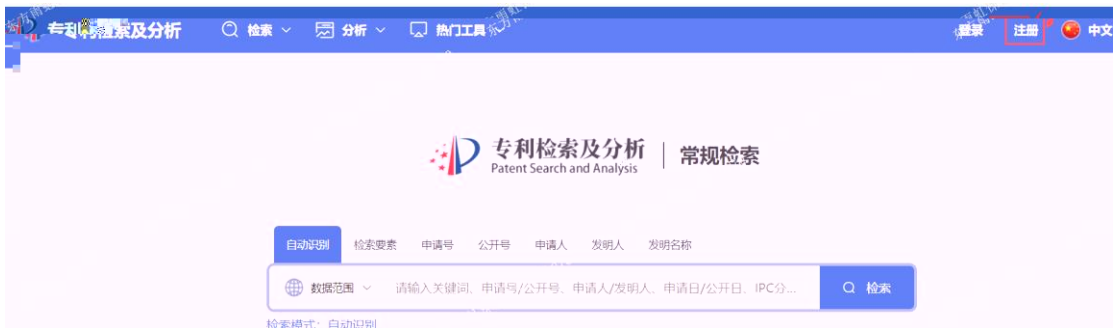 专利检索及分析 检索 分析 热门工具 登录 注册 中文
专利检索及分析 常规检索
Patent Search and Analysis
自动识别 检索要素 申请号 公开号 申请人 发明人 发明名称
数据范围 请输入关键词、申请号/公开号、申请人/发明人、申请日/公开日、IPC分... 检索
检索模式：自动识别